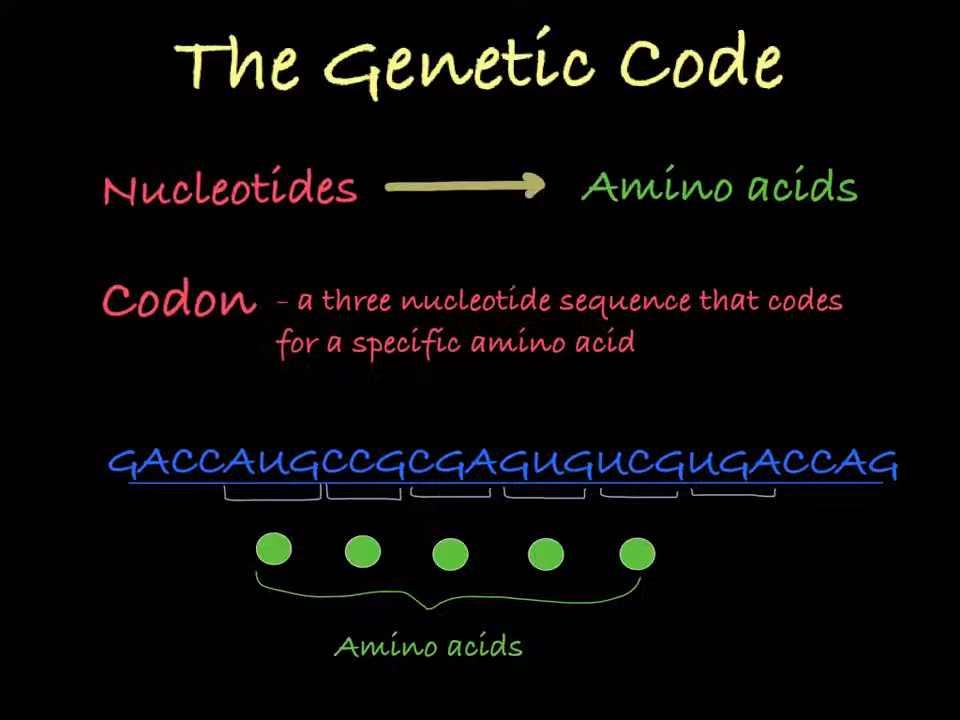 The Genetic Code
Nucleotides
Amino acids
Codon - a three nucleotide sequence that codes
for a specific amino acid
GACCAUGCCGCGAGUGUCGUGACCAG
Amino acids